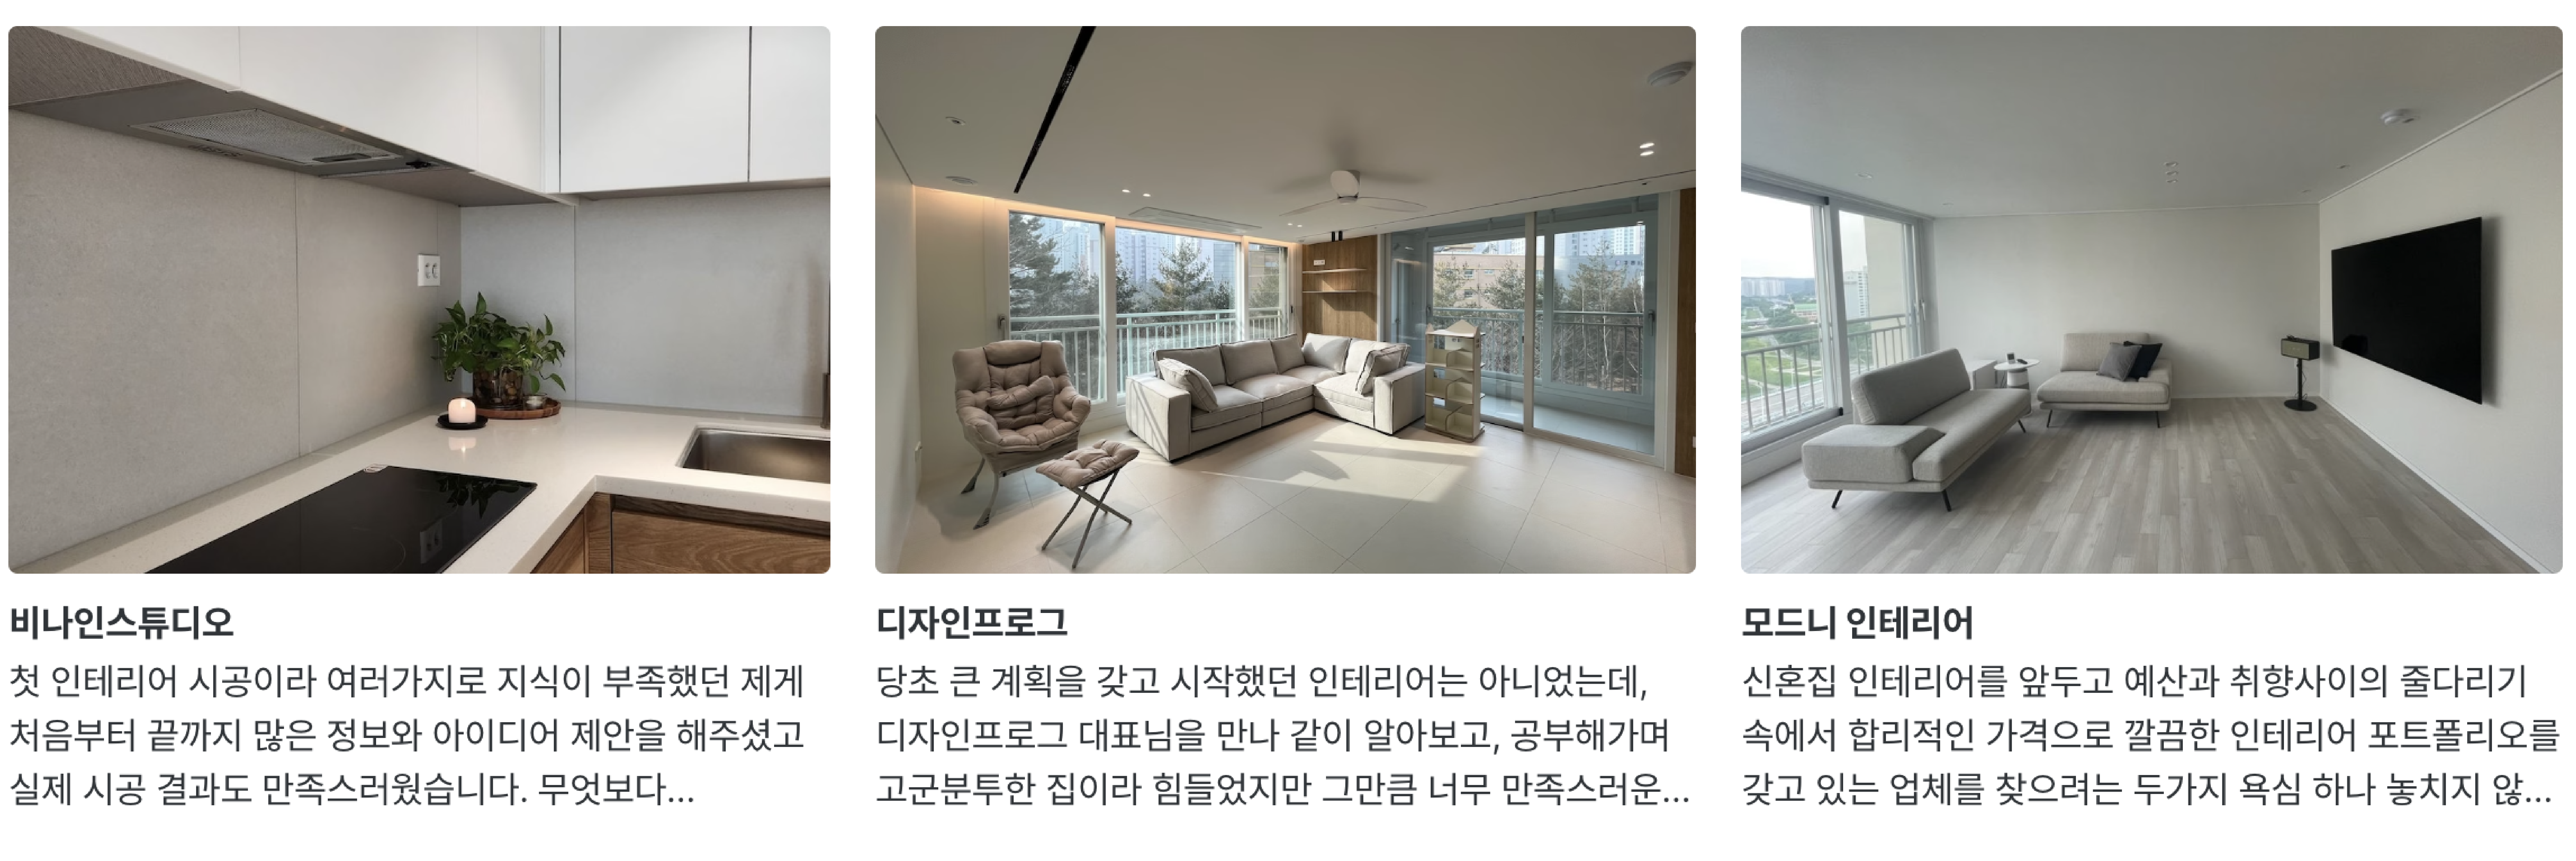 비나인스튜디오
첫 인테리어 시공이라 여러가지로 지식이 부족했던 제게
처음부터 끝까지 많은 정보와 아이디어 제안을 해주셨고
실제 시공 결과도 만족스러웠습니다. 무엇보다...
디자인프로그
당초 큰 계획을 갖고 시작했던 인테리어는 아니었는데,
디자인프로그 대표님을 만나 같이 알아보고, 공부해가며
고군분투한 집이라 힘들었지만 그만큼 너무 만족스러운...
모드니 인테리어
신혼집 인테리어를 앞두고 예산과 취향사이의 줄다리기
속에서 합리적인 가격으로 깔끔한 인테리어 포트폴리오를
갖고 있는 업체를 찾으려는 두가지 욕심 하나 놓치지 않...